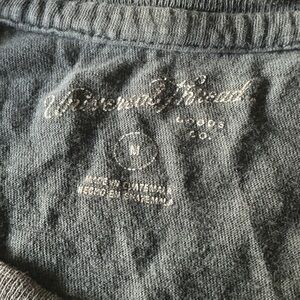 Universal Thread
GOODS
CO.
M
MADE IN GUATEMALA
HECHO EN GUATEMALA